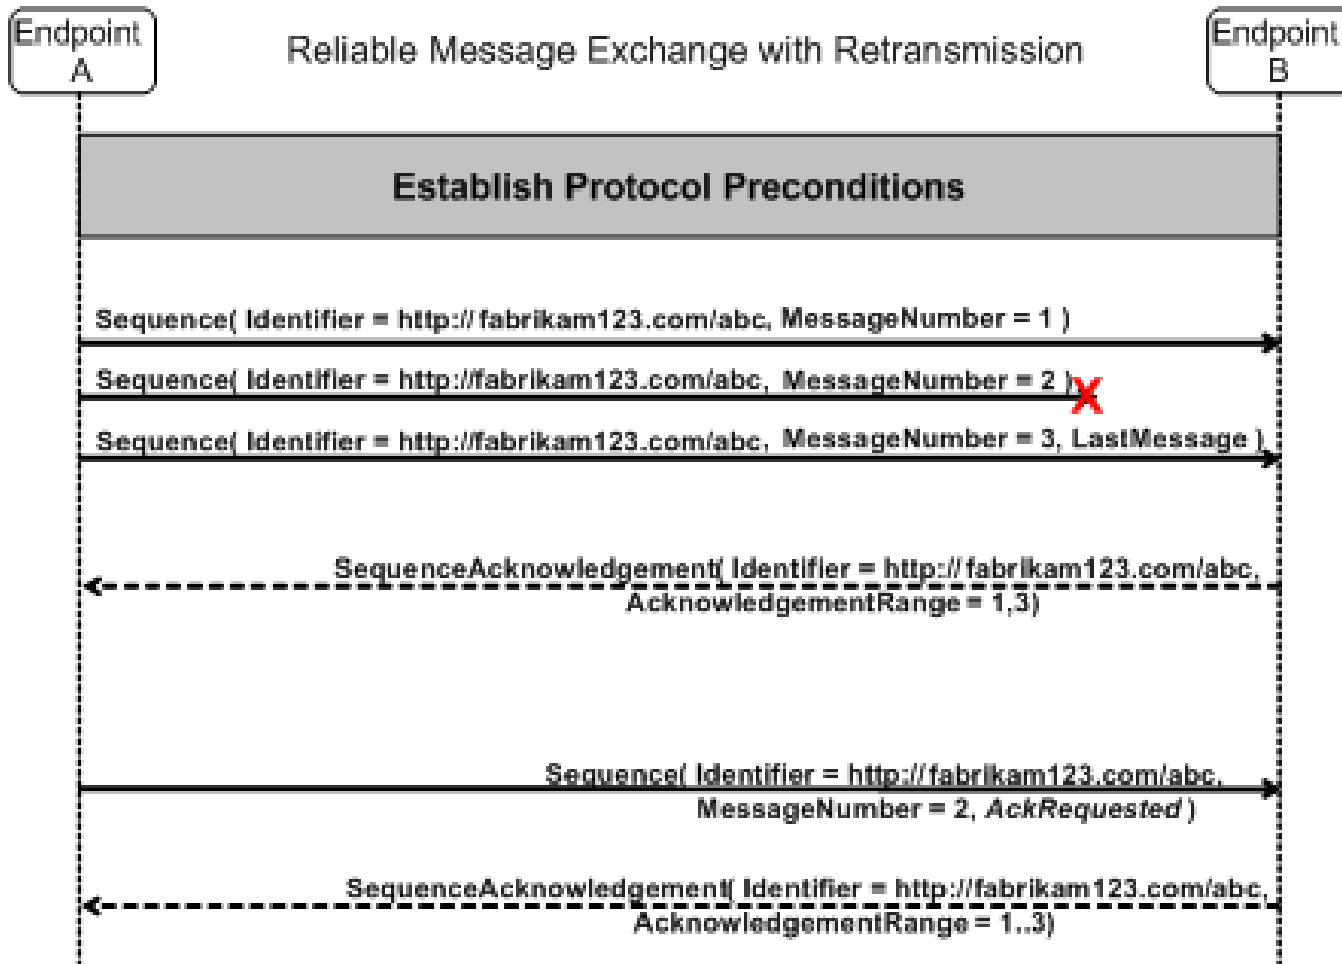 Endpoint
A
Reliable Message Exchange with Retransmission
Endpoint
B
Establish Protocol Preconditions
Sequence( Identifier = http://fabrikam123.com/abc, MessageNumber = 1 )
Sequence( Identifier = http://fabrikam123.com/abc, MessageNumber = 2 )
X
Sequence( Identifier = http://fabrikam123.com/abc, MessageNumber = 3, LastMessage )
SequenceAcknowledgement( Identifier = http://fabrikam123.com/abc,
AcknowledgementRange = 1,3)
Sequence( Identifier = http://fabrikam123.com/abc,
MessageNumber = 2, AckRequested )
SequenceAcknowledgement( Identifier = http://fabrikam123.com/abc,
AcknowledgementRange = 1..3)